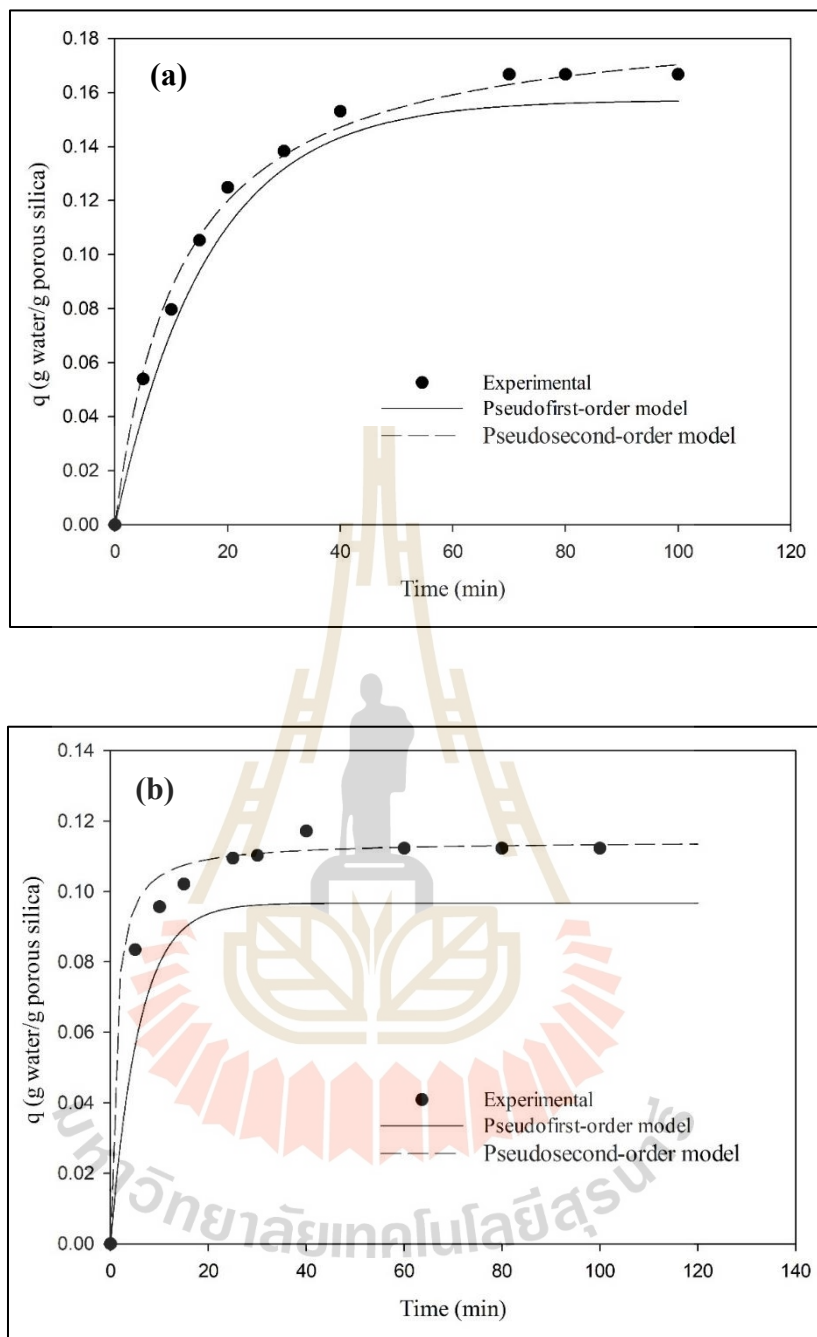 (a)
q (g water/g porous silica)
0.18
0.16
0.14
0.12
0.10
0.08
0.06
0.04
0.02
0.00
Experimental
Pseudofirst-order model
Pseudosecond-order model
0 20 40 60 80 100 120
Time (min)
(b)
q (g water/g porous silica)
0.14
0.12
0.10
0.08
0.06
0.04
0.02
0.00
Experimental
Pseudofirst-order model
Pseudosecond-order model
มหาวิทยาลัยเทคโนโลยีสุรนารี
0 20 40 60 80 100 120 140
Time (min)